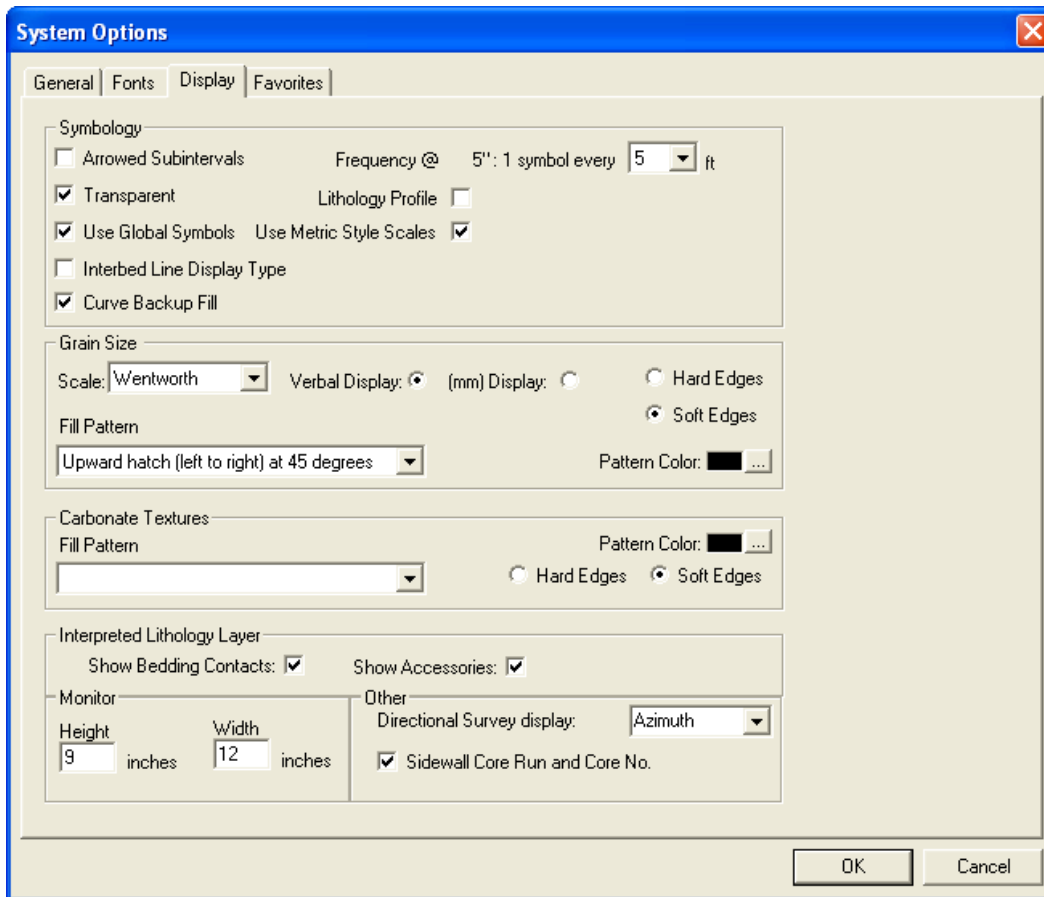 System Options
General Fonts Display Favorites
Symbology
Arrowed Subintervals Frequency @ 5'': 1 symbol every 5 ft
Transparent Lithology Profile
Use Global Symbols Use Metric Style Scales
Interbed Line Display Type
Curve Backup Fill
Grain Size
Scale: Wentworth Verbal Display: (mm) Display: Hard Edges
Soft Edges
Fill Pattern
Upward hatch (left to right) at 45 degrees Pattern Color: ...
Carbonate Textures
Fill Pattern Pattern Color: ...
Hard Edges Soft Edges
Interpreted Lithology Layer
Show Bedding Contacts: Show Accessories:
Monitor
Height Width
9 inches 12 inches
Other
Directional Survey display: Azimuth
Sidewall Core Run and Core No.
OK Cancel